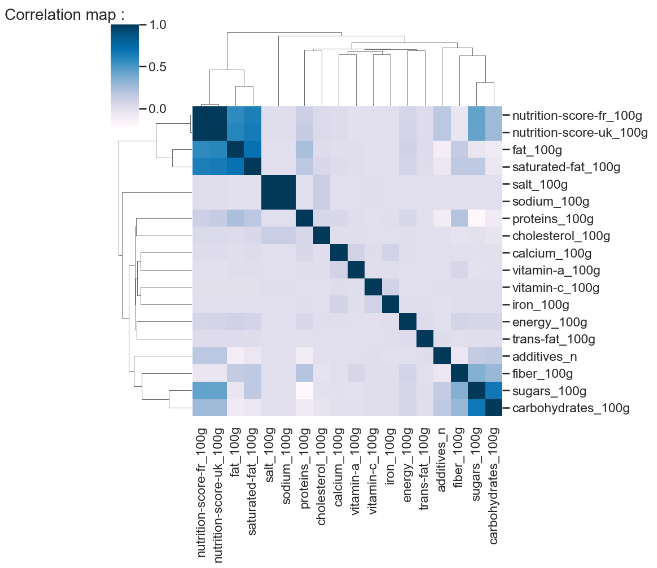 Correlation map :
1.0
0.5
0.0
nutrition-score-fr_100g
nutrition-score-uk_100g
fat_100g
saturated-fat_100g
salt_100g
sodium_100g
proteins_100g
cholesterol_100g
calcium_100g
vitamin-a_100g
vitamin-c_100g
iron_100g
energy_100g
trans-fat_100g
additives_n
fiber_100g
sugars_100g
carbohydrates_100g
nutrition-score-fr_100g
nutrition-score-uk_100g
fat_100g
saturated-fat_100g
salt_100g
sodium_100g
proteins_100g
cholesterol_100g
calcium_100g
vitamin-a_100g
vitamin-c_100g
iron_100g
energy_100g
trans-fat_100g
additives_n
fiber_100g
sugars_100g
carbohydrates_100g